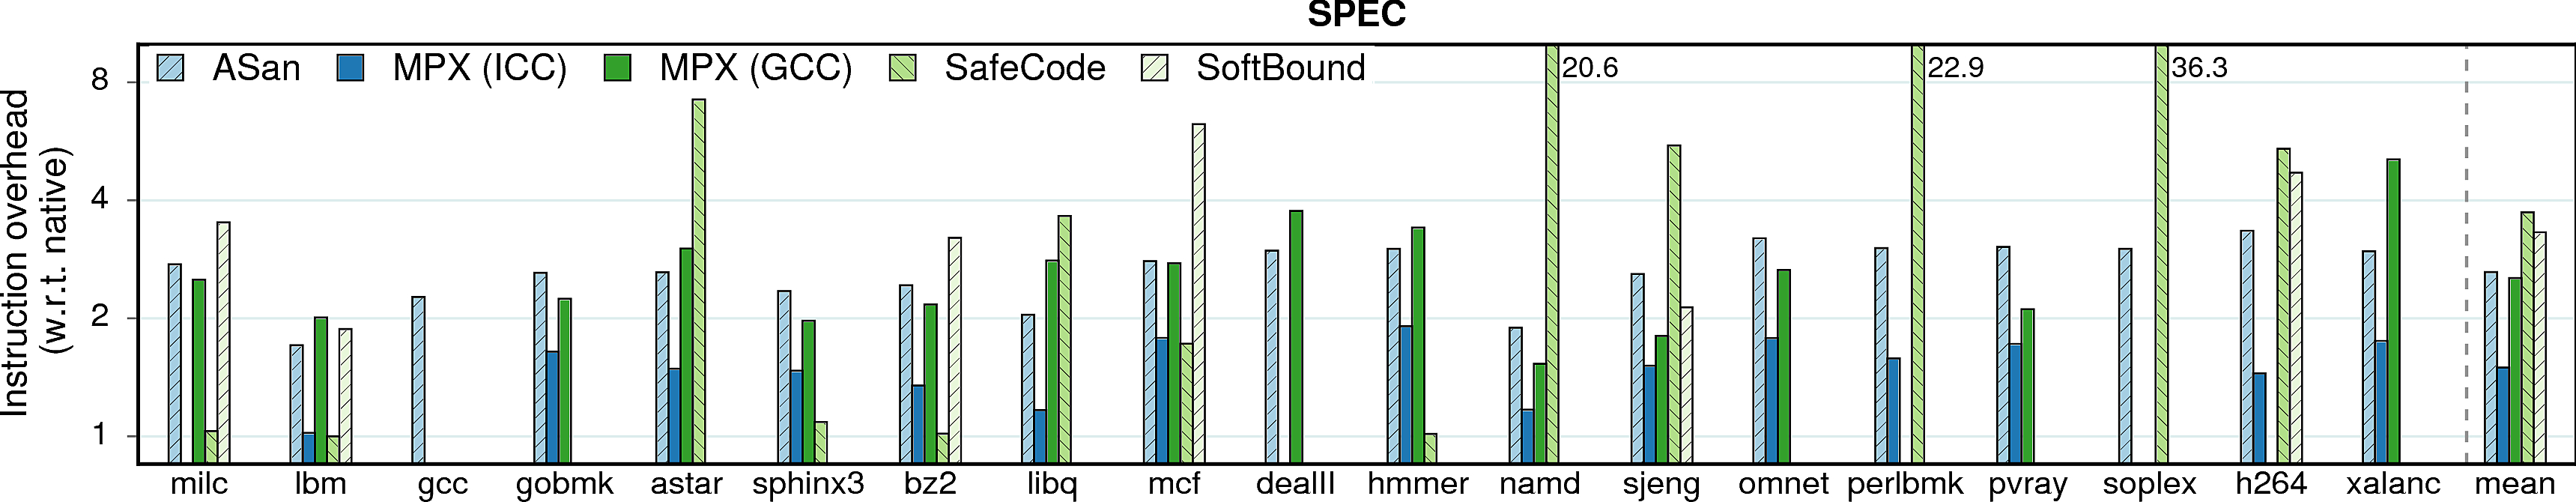 SPEC
ASan MPX (ICC) MPX (GCC) SafeCode SoftBound
Instruction overhead
(w.r.t. native)
8
4
2
1
20.6
22.9
36.3
milc lbm gcc gobmk astar sphinx3 bz2 libq mcf dealII hmmer namd sjeng omnet perlbmk pvray soplex h264 xalanc mean